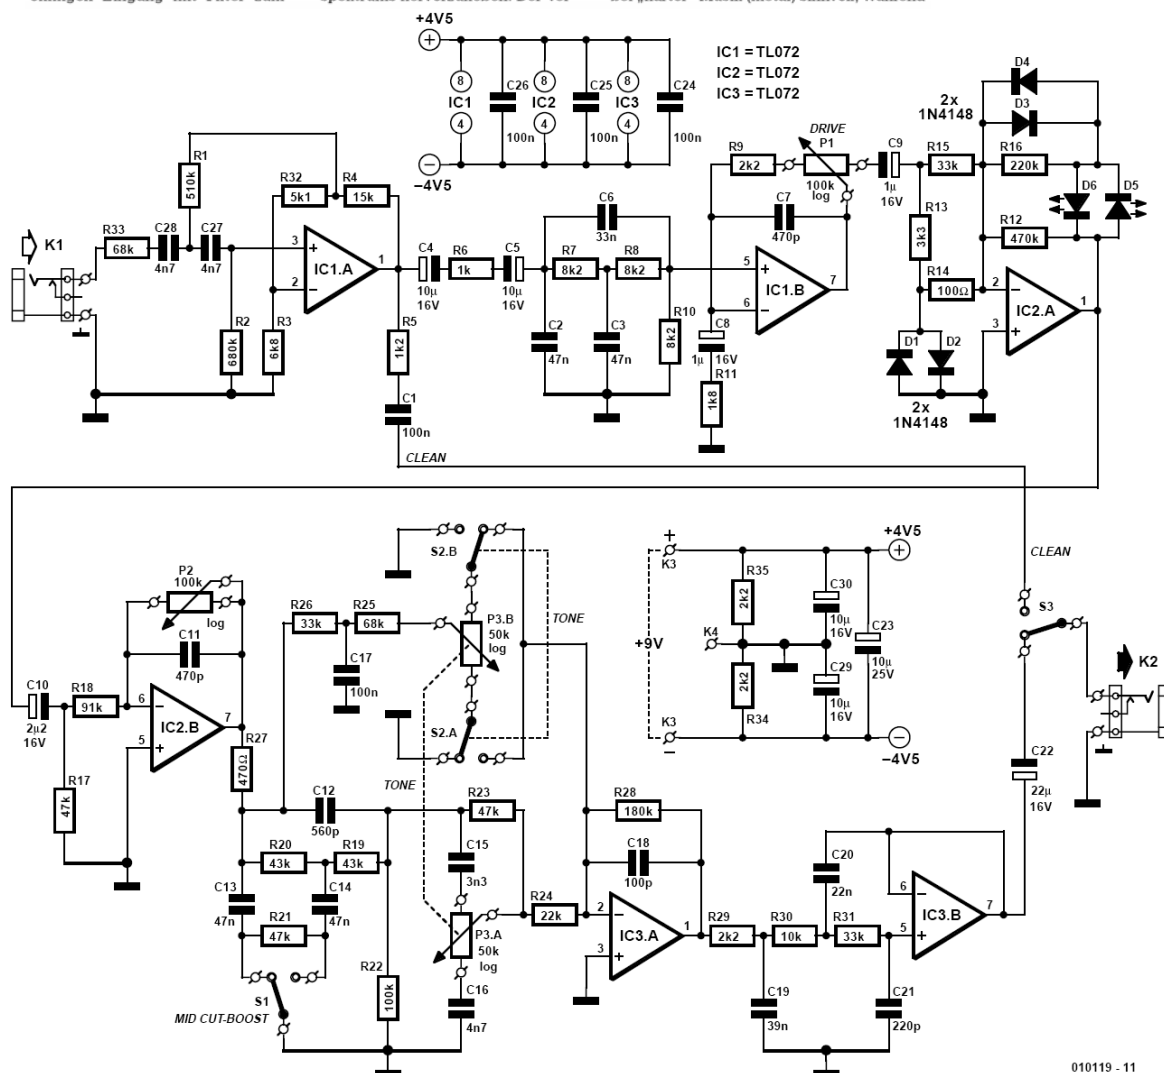 +4V5
IC1 = TL072
IC2 = TL072
IC3 = TL072
8
8
8
IC1
C26
IC2
C25
IC3
C24
4
100n
4
100n
4
100n
−4V5
D4
2x
1N4148
D3
DRIVE
P1
100k
log
R9
2k2
C9
1µ
16V
R15
33k
R16
220k
D6
D5
R12
470k
R13
3k3
R14
100Ω
2
1
IC2.A
3
D1
D2
2x
1N4148
R1
510k
R32
5k1
R4
15k
K1
R33
68k
C28
4n7
C27
4n7
3
2
1
IC1.A
R2
680k
R3
6k8
R5
1k2
C1
100n
CLEAN
C4
10µ
16V
R6
1k
C5
10µ
16V
C6
33n
R7
8k2
R8
8k2
C2
47n
C3
47n
R10
8k2
C7
470p
5
6
7
IC1.B
C8
1µ
16V
R11
1k8
P2
100k
log
C11
470p
C10
2µ2
16V
R18
91k
6
5
7
IC2.B
R17
47k
R27
470Ω
R26
33k
R25
68k
C17
100n
S2.B
P3.B
50k
log
TONE
S2.A
TONE
+
K3
R35
2k2
C30
10µ
16V
+4V5
+9V
K4
C23
10µ
25V
R34
2k2
C29
10µ
16V
K3
−
−4V5
CLEAN
S3
K2
C22
22µ
16V
C12
560p
R20
43k
R19
43k
C13
47n
C14
47n
R21
47k
S1
MID CUT-BOOST
R22
100k
R23
47k
C15
3n3
P3.A
50k
log
C16
4n7
R24
22k
R28
180k
C18
100p
2
3
1
IC3.A
R29
2k2
R30
10k
R31
33k
C20
22n
C19
39n
C21
220p
6
5
7
IC3.B
010119 - 11